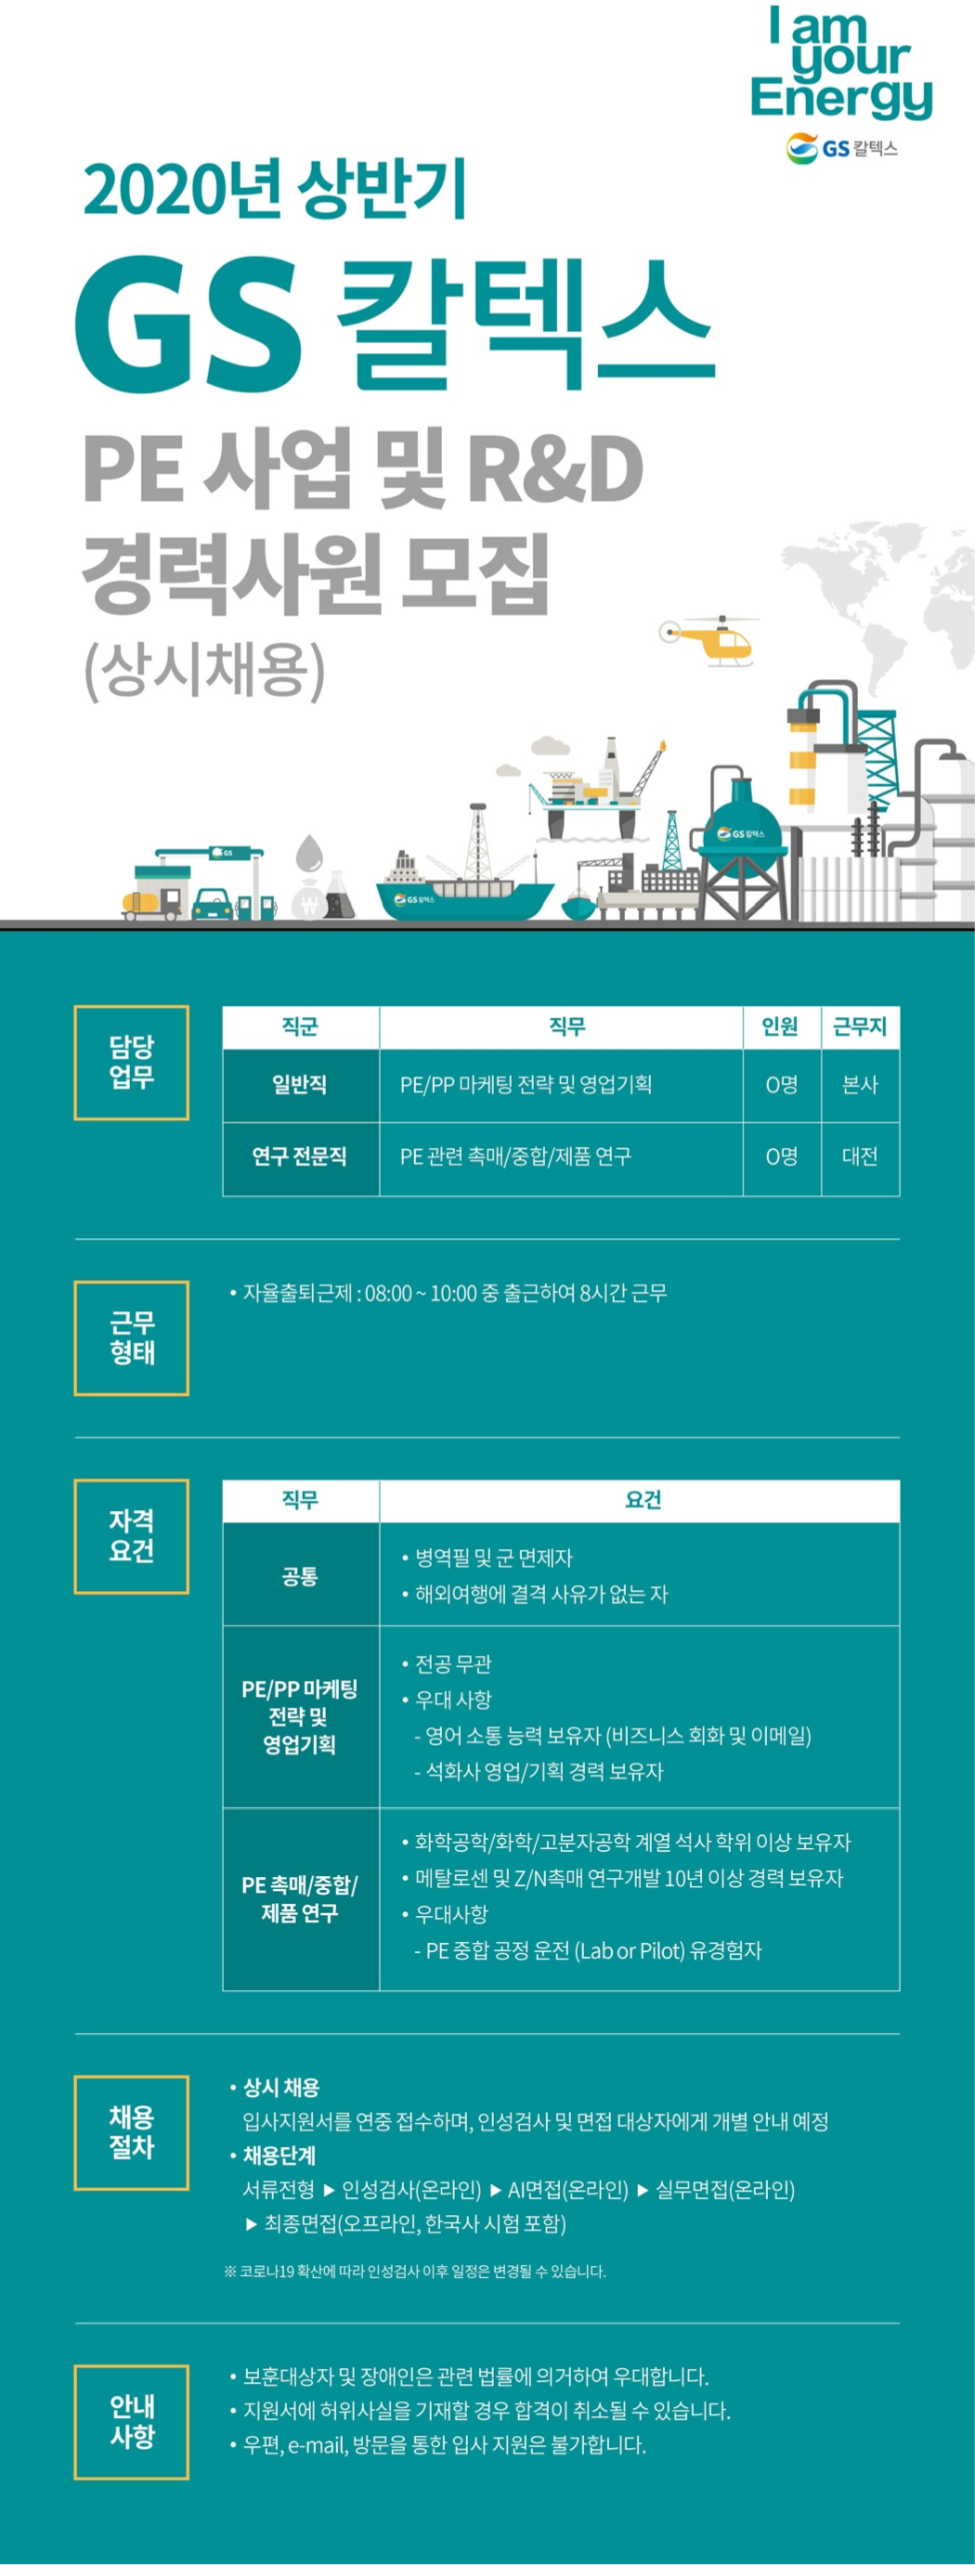 I am
your
Energy
GS 칼텍스
2020년 상반기
GS 칼텍스
PE 사업 및 R&D
경력사원 모집
(상시채용)
GS
₩
GS 칼텍스
GS 칼텍스
담당
업무
직군 직무 인원 근무지
일반직 PE/PP 마케팅 전략 및 영업기획 O명 본사
연구 전문직 PE 관련 촉매/중합/제품 연구 O명 대전
근무
형태
• 자율출퇴근제 : 08:00 ~ 10:00 중 출근하여 8시간 근무
자격
요건
직무 요건
공통
• 병역필 및 군 면제자
• 해외여행에 결격 사유가 없는 자
PE/PP 마케팅
전략 및
영업기획
• 전공 무관
• 우대 사항
- 영어 소통 능력 보유자 (비즈니스 회화 및 이메일)
- 석화사 영업/기획 경력 보유자
PE 촉매/중합/
제품 연구
• 화학공학/화학/고분자공학 계열 석사 학위 이상 보유자
• 메탈로센 및 Z/N촉매 연구개발 10년 이상 경력 보유자
• 우대사항
- PE 중합 공정 운전 (Lab or Pilot) 유경험자
채용
절차
• 상시 채용
입사지원서를 연중 접수하며, 인성검사 및 면접 대상자에게 개별 안내 예정
• 채용단계
서류전형 ▶ 인성검사(온라인) ▶ AI면접(온라인) ▶ 실무면접(온라인)
▶ 최종면접(오프라인, 한국사 시험 포함)
※ 코로나19 확산에 따라 인성검사 이후 일정은 변경될 수 있습니다.
안내
사항
• 보훈대상자 및 장애인은 관련 법률에 의거하여 우대합니다.
• 지원서에 허위사실을 기재할 경우 합격이 취소될 수 있습니다.
• 우편, e-mail, 방문을 통한 입사 지원은 불가합니다.